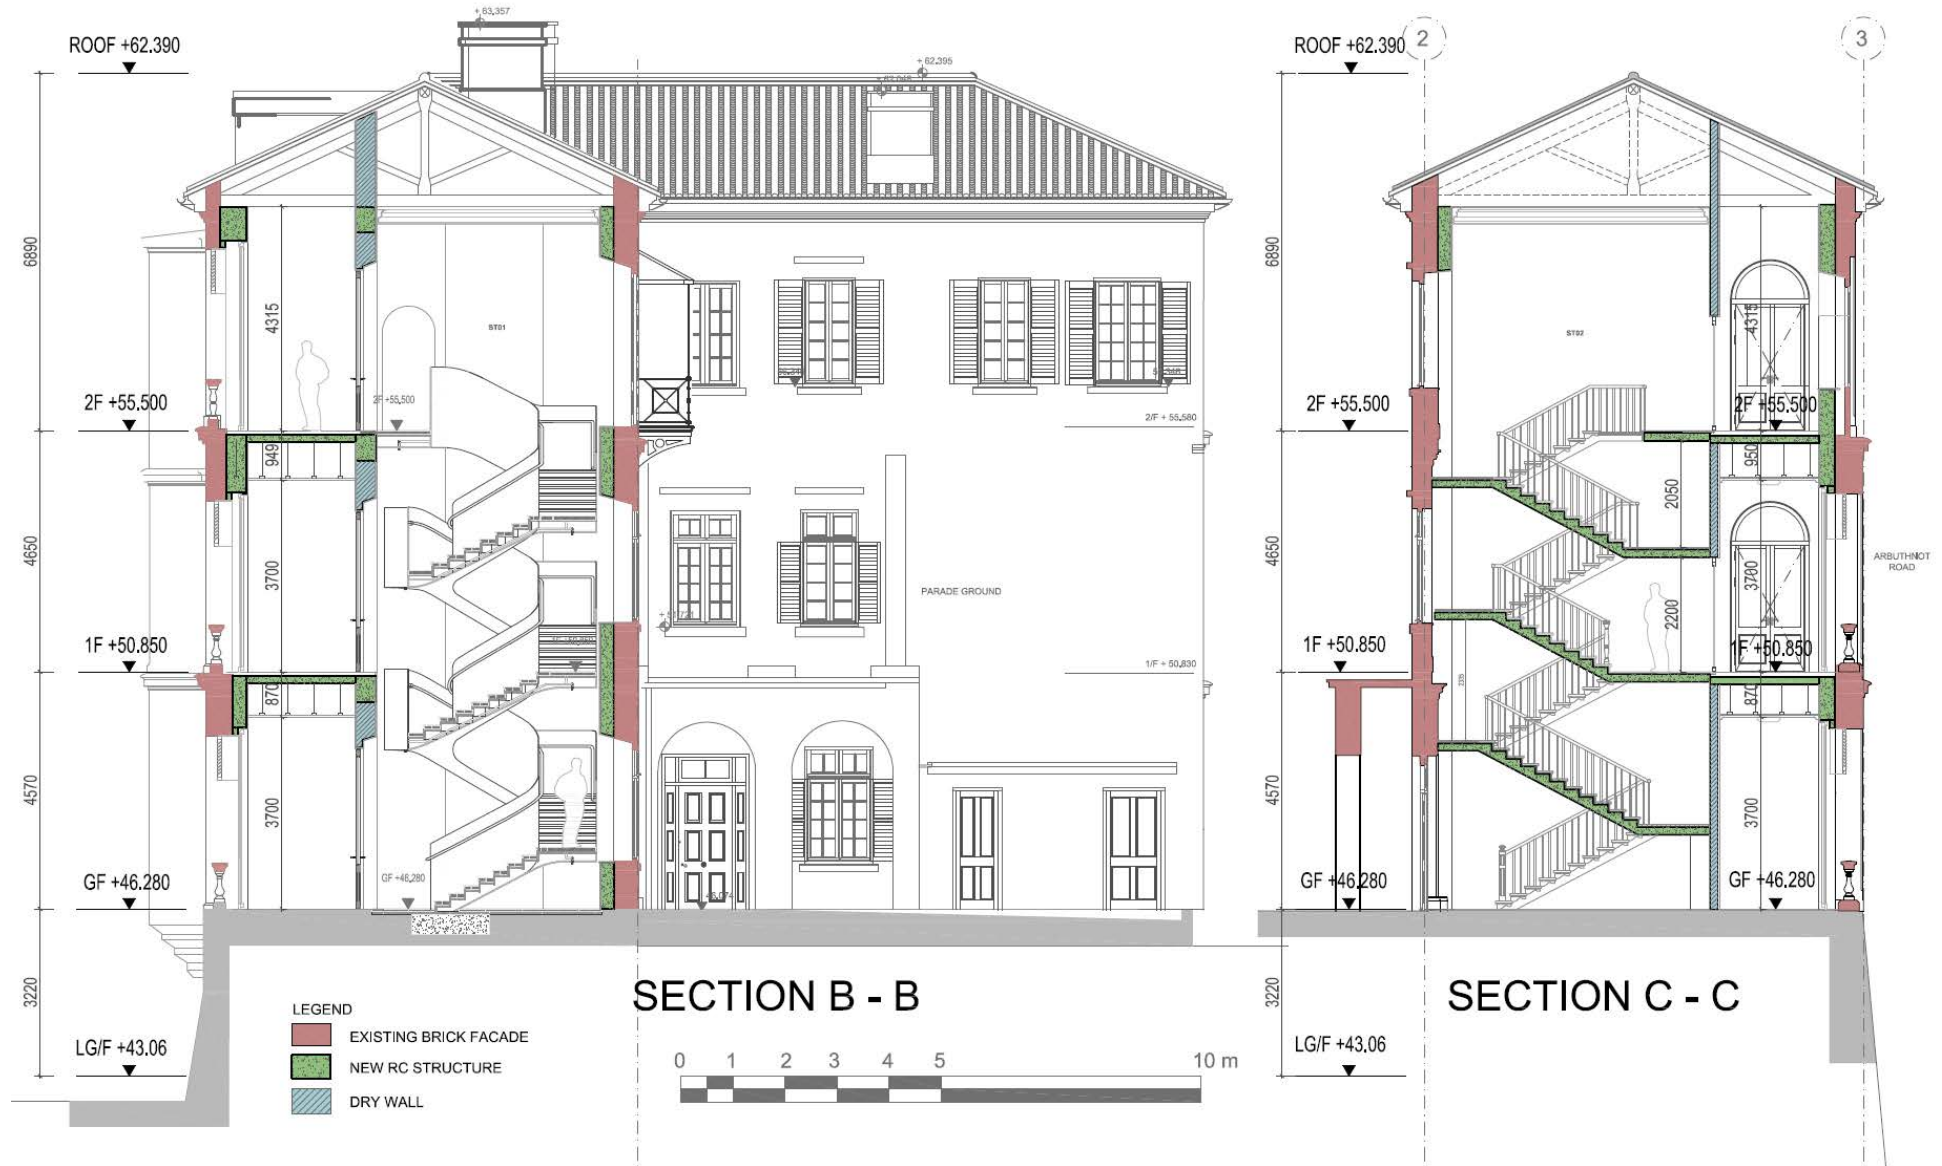 + 63.357
ROOF +62.390
+ 62.395
6890
4315
ST01
2F +55.500
2F +55.500
2/F + 55.580
949
4650
3700
PARADE GROUND
1F +50.850
1/F + 50.830
870
4570
3700
GF +46.280
GF +46.280
3220
LG/F +43.06
SECTION B - B
LEGEND
EXISTING BRICK FACADE
NEW RC STRUCTURE
DRY WALL
0 1 2 3 4 5 10 m
2
3
ROOF +62.390
6890
4315
ST02
2F +55.500
2F +55.500
950
2050
4650
3700
2200
ARBUTHNOT
ROAD
1F +50.850
1F +50.850
870
2335
4570
3700
GF +46.280
GF +46.280
3220
LG/F +43.06
SECTION C - C